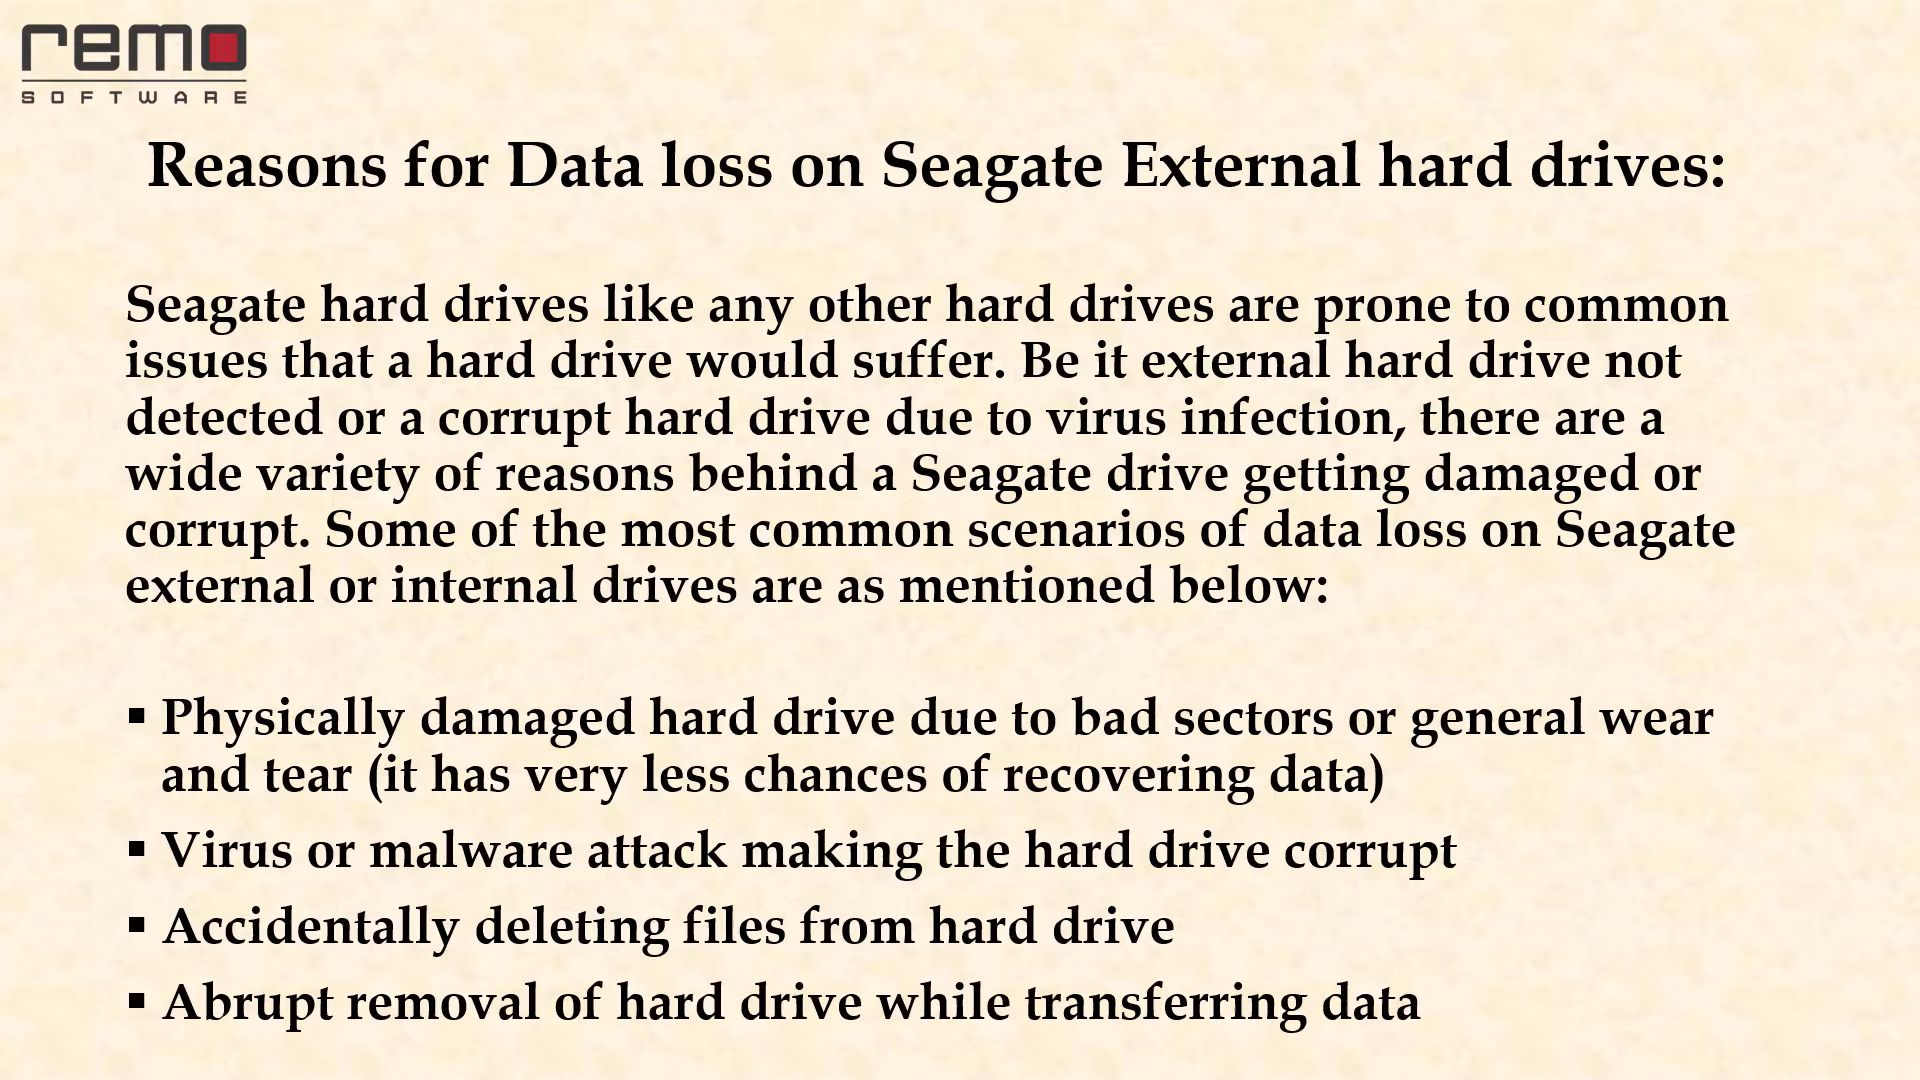 remo
SOFTWARE
Reasons for Data loss on Seagate External hard drives:
Seagate hard drives like any other hard drives are prone to common
issues that a hard drive would suffer. Be it external hard drive not
detected or a corrupt hard drive due to virus infection, there are a
wide variety of reasons behind a Seagate drive getting damaged or
corrupt. Some of the most common scenarios of data loss on Seagate
external or internal drives are as mentioned below:
▪ Physically damaged hard drive due to bad sectors or general wear
and tear (it has very less chances of recovering data)
▪ Virus or malware attack making the hard drive corrupt
▪ Accidentally deleting files from hard drive
▪ Abrupt removal of hard drive while transferring data